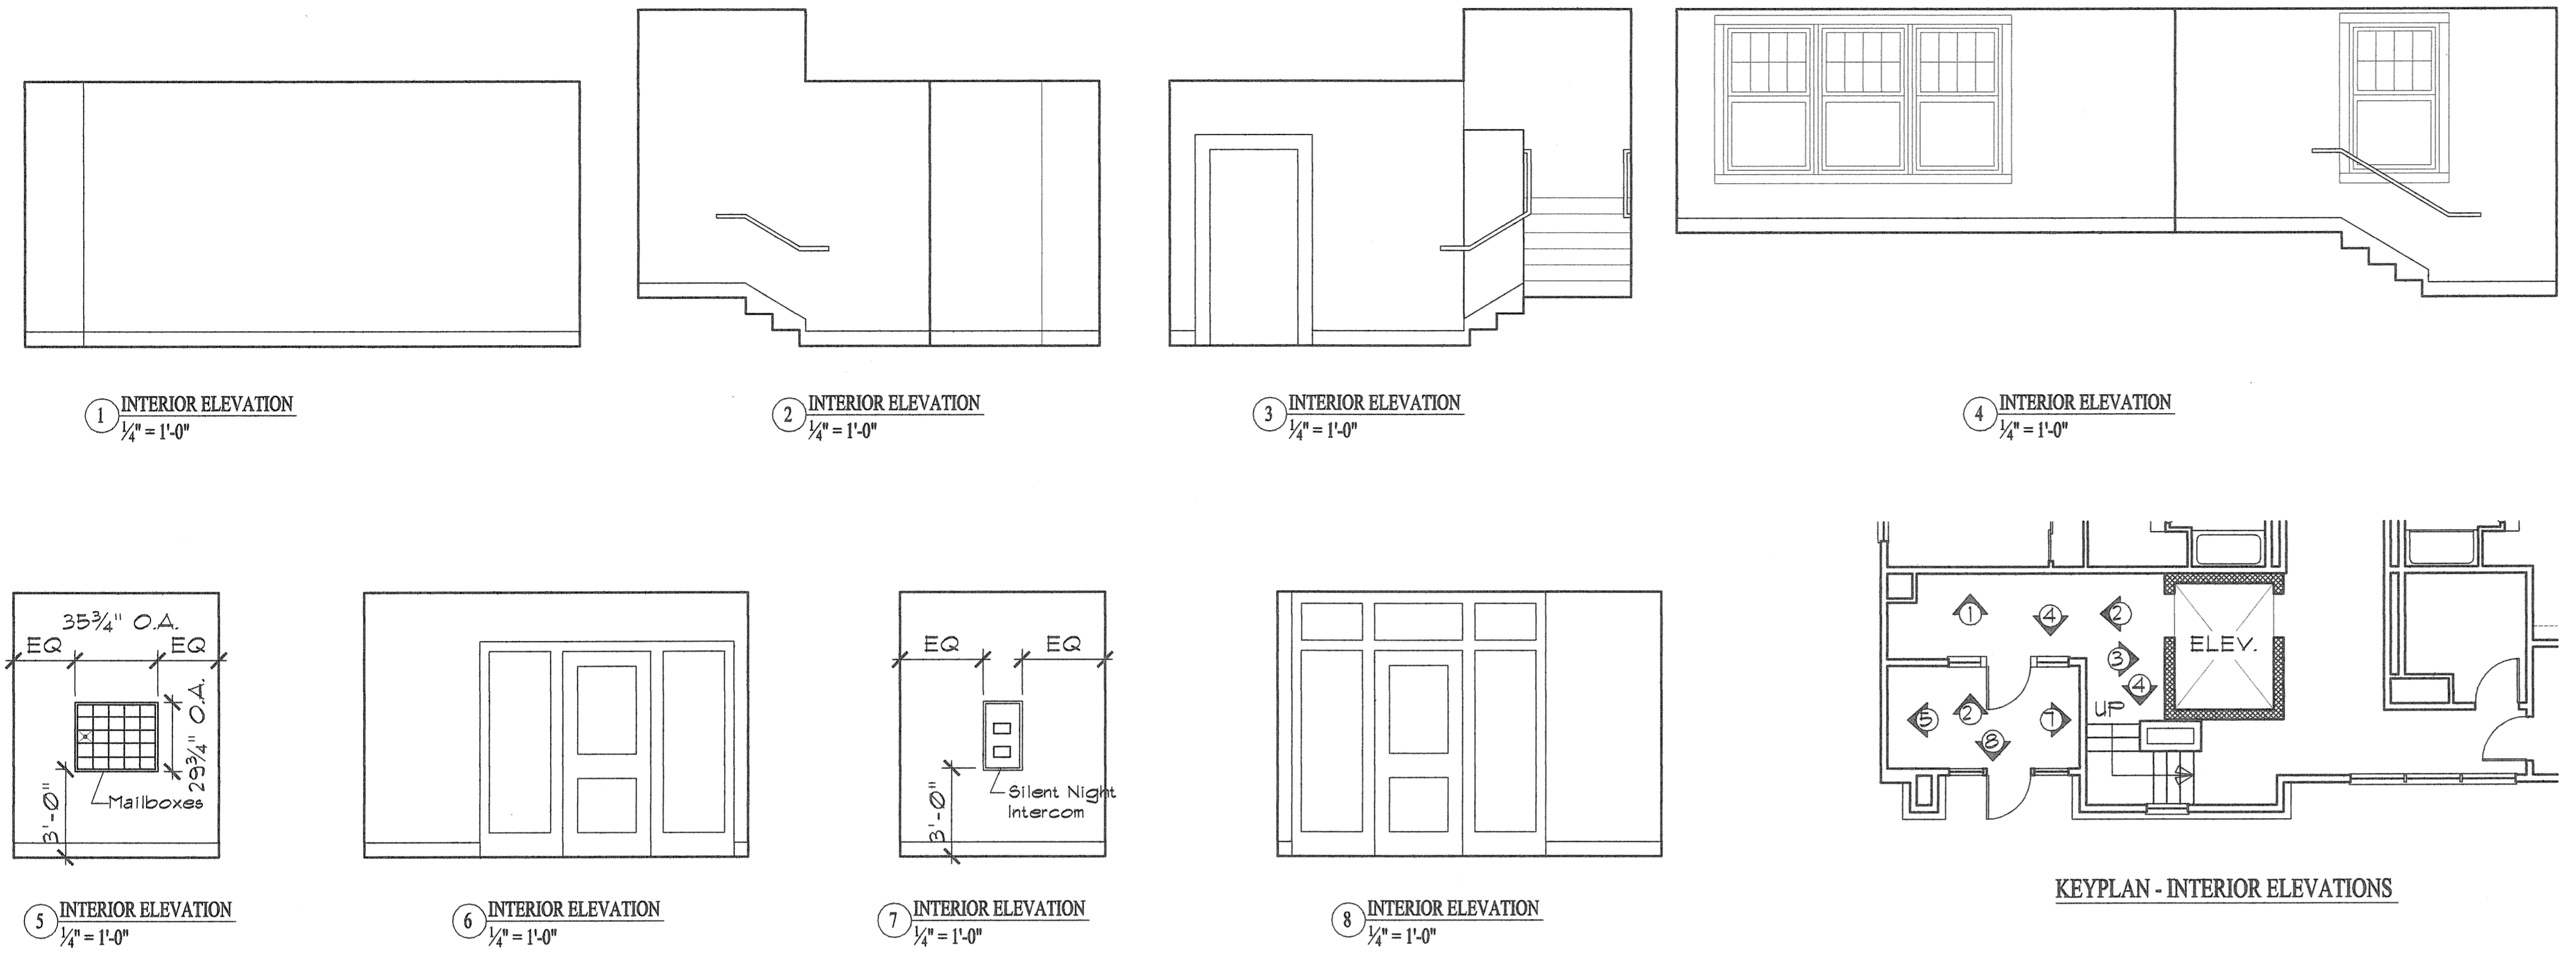 1 INTERIOR ELEVATION
1/4" = 1'-0"
2 INTERIOR ELEVATION
1/4" = 1'-0"
3 INTERIOR ELEVATION
1/4" = 1'-0"
4 INTERIOR ELEVATION
1/4" = 1'-0"
35 3/4" O.A.
EQ EQ
29 3/4" O.A.
3'-0"
Mailboxes
5 INTERIOR ELEVATION
1/4" = 1'-0"
6 INTERIOR ELEVATION
1/4" = 1'-0"
EQ EQ
3'-0"
Silent Night
Intercom
7 INTERIOR ELEVATION
1/4" = 1'-0"
8 INTERIOR ELEVATION
1/4" = 1'-0"
1 4 2
ELEV.
3
4
UP
5 2 7
8
KEYPLAN - INTERIOR ELEVATIONS